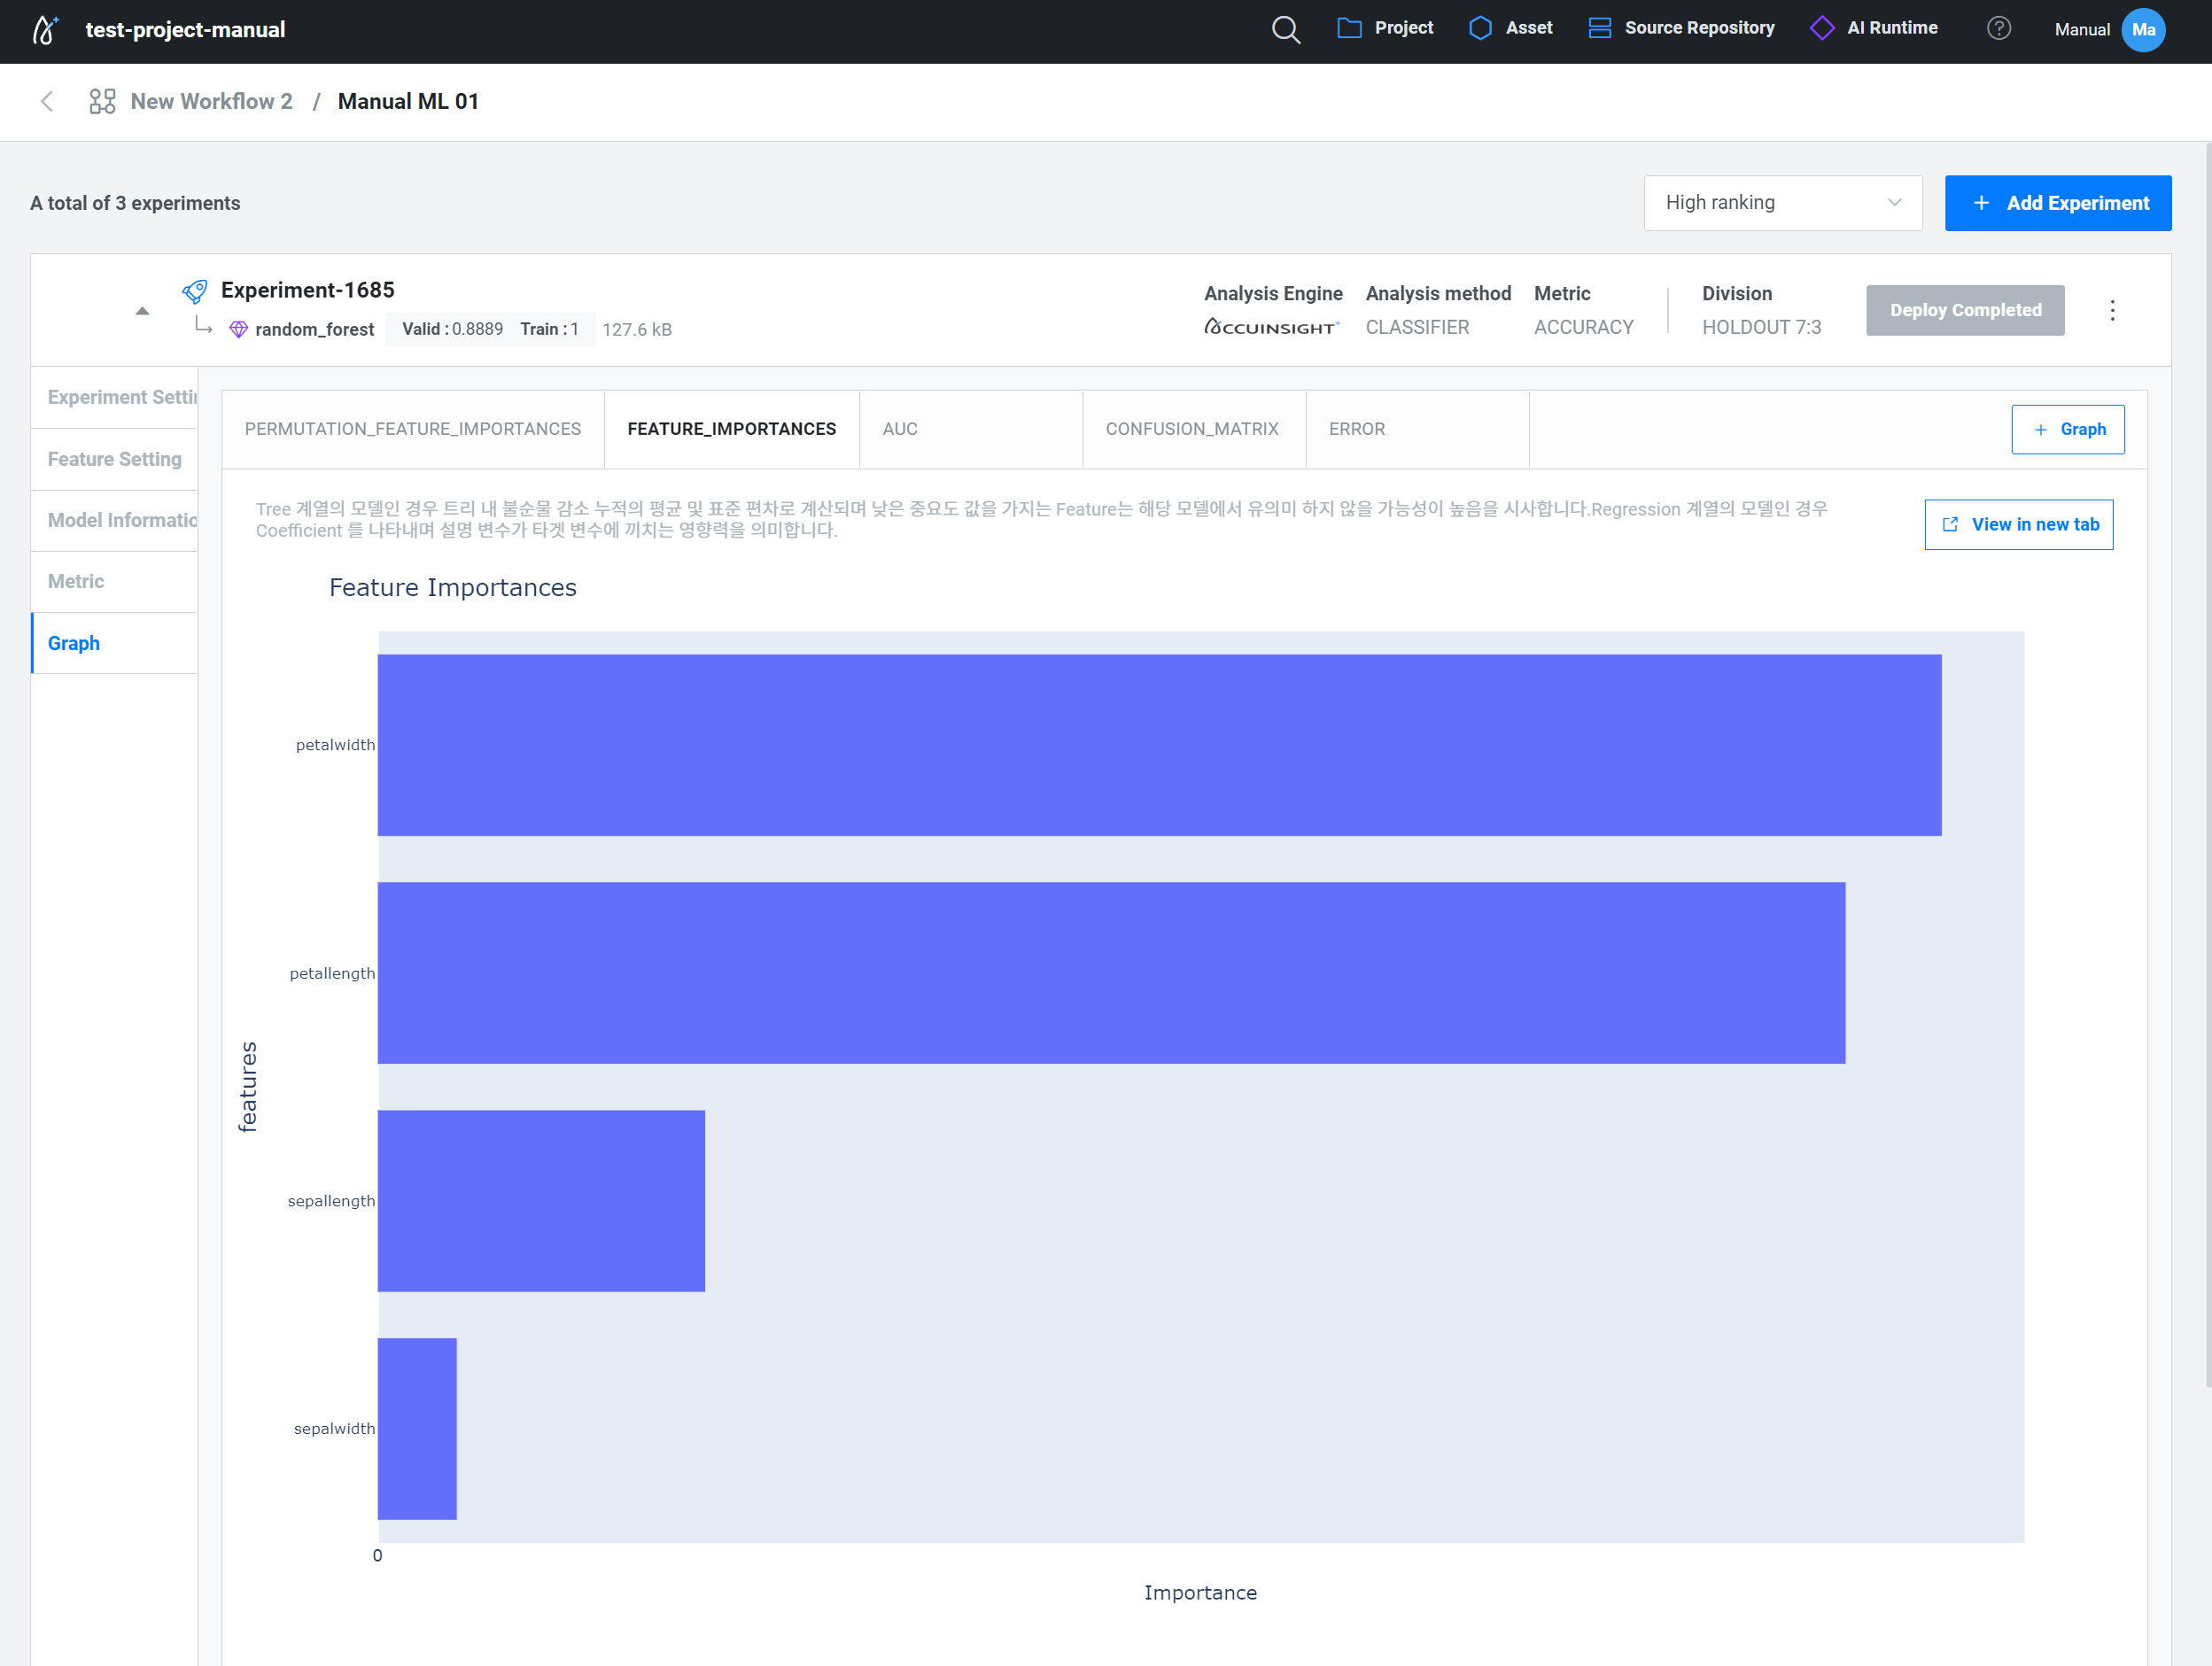 test-project-manual
Project
Asset
Source Repository
AI Runtime
?
Manual
Ma
New Workflow 2 / Manual ML 01
A total of 3 experiments
High ranking
+ Add Experiment
Experiment-1685
random_forest Valid : 0.8889 Train : 1 127.6 kB
Analysis Engine
ACCUINSIGHT+
Analysis method
CLASSIFIER
Metric
ACCURACY
Division
HOLDOUT 7:3
Deploy Completed
Experiment Settin
Feature Setting
Model Informatio
Metric
Graph
PERMUTATION_FEATURE_IMPORTANCES
FEATURE_IMPORTANCES
AUC
CONFUSION_MATRIX
ERROR
+ Graph
Tree 계열의 모델인 경우 트리 내 불순물 감소 누적의 평균 및 표준 편차로 계산되며 낮은 중요도 값을 가지는 Feature는 해당 모델에서 유의미 하지 않을 가능성이 높음을 시사합니다.Regression 계열의 모델인 경우
Coefficient 를 나타내며 설명 변수가 타겟 변수에 끼치는 영향력을 의미합니다.
View in new tab
Feature Importances
petalwidth
petallength
features
sepallength
sepalwidth
0
Importance